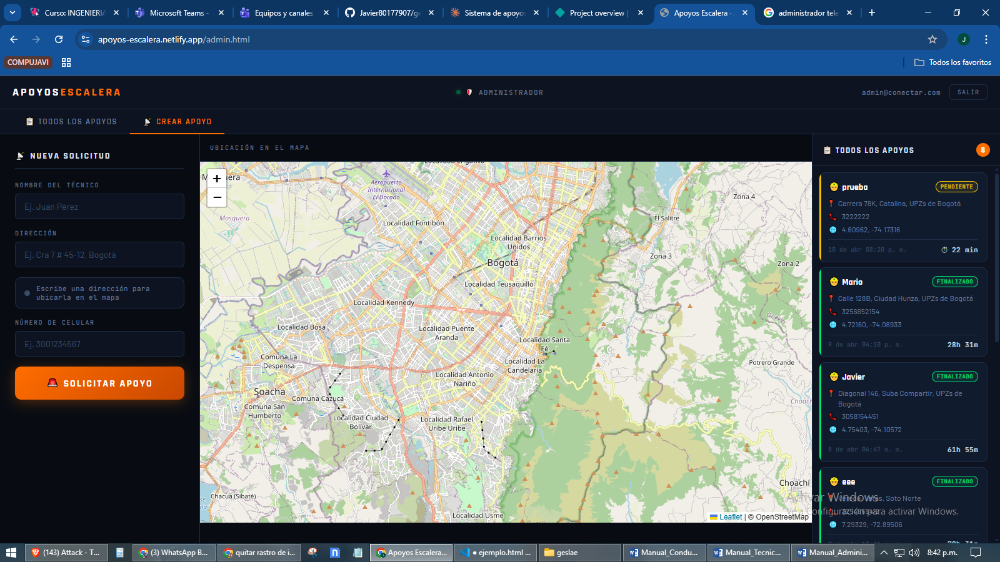 Curso: INGENIERIA
Microsoft Teams -
Equipos y canales
Javier80177907/ge
Sistema de apoyos
Project overview |
Apoyos Escalera -
administrador tele
apoyos-escalera.netlify.app/admin.html
J
COMPUJAVI
Todos los favoritos
APOYOSESCALERA
ADMINISTRADOR
admin@conectar.com
SALIR
TODOS LOS APOYOS
CREAR APOYO
NUEVA SOLICITUD
NOMBRE DEL TÉCNICO
Ej. Juan Pérez
DIRECCIÓN
Ej. Cra 7 # 45-12, Bogotá
Escribe una dirección para
ubicarla en el mapa
NÚMERO DE CELULAR
Ej. 3001234567
SOLICITAR APOYO
UBICACIÓN EN EL MAPA
+
−
Localidad Engativá
Aeropuerto
Internacional
El Dorado
Mosquera
Localidad Fontibón
Localidad Barrios
Unidos
Bogotá
Localidad Teusaquillo
Localidad Kennedy
Localidad Bosa
Localidad Puente
Aranda
Localidad Santa
Fé
Localidad La
Candelaria
Comuna La
Despensa
Localidad Antonio
Nariño
Soacha
Comuna Cazucá
Comuna San
Humberto
Localidad Ciudad
Bolívar
Localidad Rafael
Uribe Uribe
Chacua (Sibaté)
Localidad Usme
Zona 4
El Salitre
Zona 3
Zona 2
Guavio
Potrero Grande
Choachí
Leaflet | © OpenStreetMap
TODOS LOS APOYOS
8
prueba
PENDIENTE
Carrera 78K, Catalina, UPZs de Bogotá
3222222
4.60962, -74.17316
10 de abr 08:20 p. m.
22 min
Mario
FINALIZADO
Calle 128B, Ciudad Hunza, UPZs de Bogotá
3256852154
4.72160, -74.08933
9 de abr 04:10 p. m.
28h 31m
Javier
FINALIZADO
Diagonal 146, Suba Compartir, UPZs de
Bogotá
3058154451
4.75403, -74.10572
8 de abr 06:47 a. m.
61h 55m
eee
FINALIZADO
Soto Norte
7.29329, -72.89506
Activar Windows
Ve a Configuración para activar Windows.
(143) Attack - T...
(3) WhatsApp B...
quitar rastro de i...
Apoyos Escalera...
● ejemplo.html ...
geslae
Manual_Condu...
Manual_Tecnic...
Manual_Admini...
8:42 p.m.